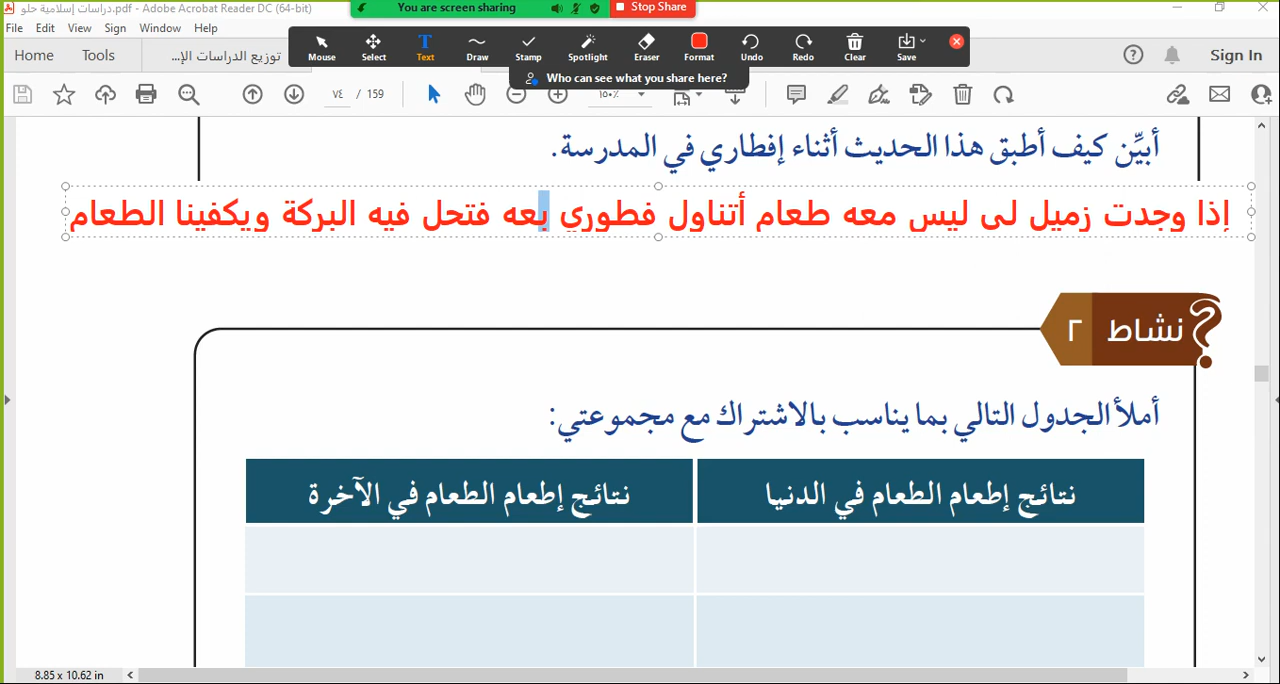 دراسات إسلامية حلو.pdf - Adobe Acrobat Reader DC (64-bit)
You are screen sharing
Stop Share
File Edit View Sign Window Help
Home Tools توزيع الدراسات الإ...
Mouse Select Text Draw Stamp Spotlight Eraser Format Undo Redo Clear Save
Sign In
Who can see what you share here?
٧٤ / 159
١٥٠٪
أبيِّن كيف أطبق هذا الحديث أثناء إفطاري في المدرسة.
إذا وجدت زميل لى ليس معه طعام أتناول فطوري بعه فتحل فيه البركة ويكفينا الطعام
نشاط ٢
أملأ الجدول التالي بما يناسب بالاشتراك مع مجموعتي:
نتائج إطعام الطعام في الدنيا نتائج إطعام الطعام في الآخرة
8.85 x 10.62 in